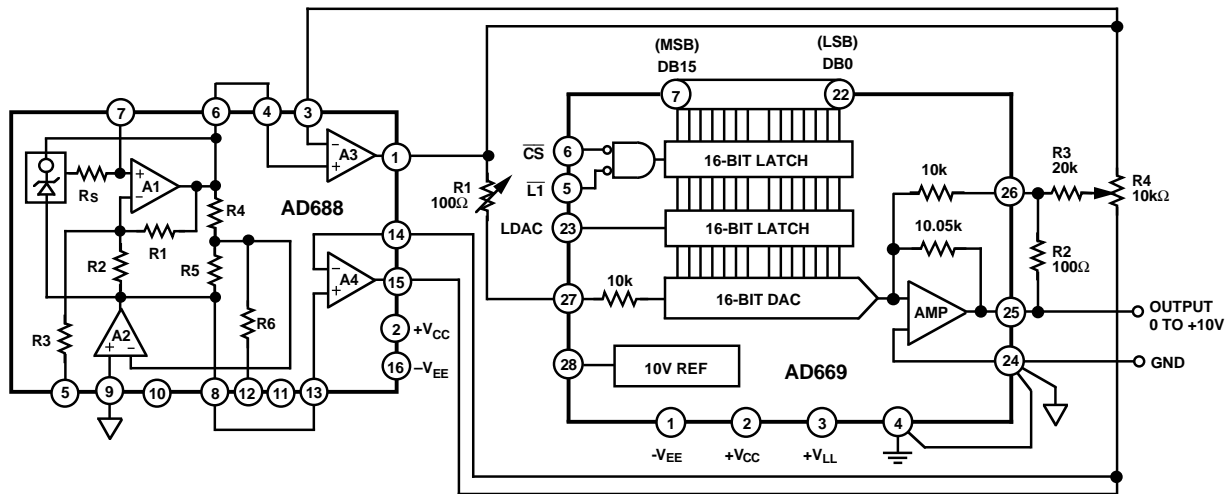 (MSB)
DB15
(LSB)
DB0
7
6
4
3
7
22
RS
A1
+
–
A3
–
+
1
R4
AD688
R1
R2
R5
R3
R6
A2
+ –
A4
–
+
14
15
2 +VCC
16 –VEE
5
9
10
8
12
11
13
R1
100Ω
CS
6
L1
5
LDAC
23
27
10k
28
16-BIT LATCH
16-BIT LATCH
16-BIT DAC
10V REF
10k
10.05k
AMP
AD669
26
R3
20k
R4
10kΩ
R2
100Ω
25
OUTPUT
0 TO +10V
24
GND
1
2
3
4
-VEE
+VCC
+VLL